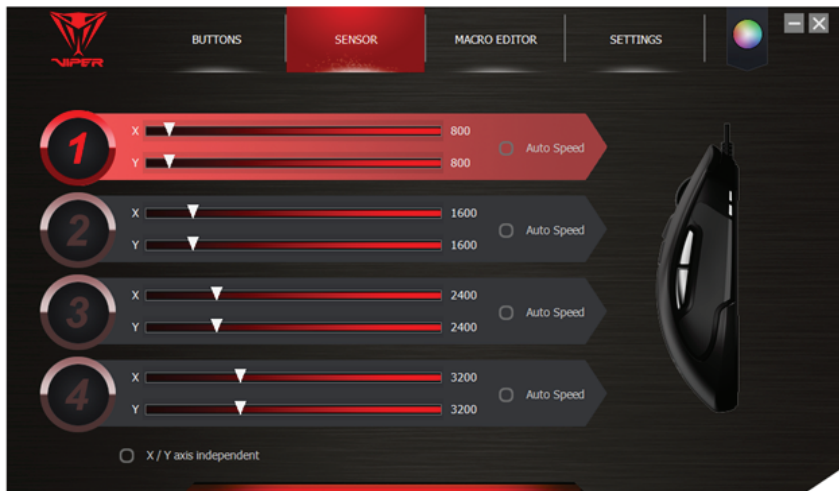 VIPER
BUTTONS
SENSOR
MACRO EDITOR
SETTINGS
1
X 800
Y 800
Auto Speed
2
X 1600
Y 1600
Auto Speed
3
X 2400
Y 2400
Auto Speed
4
X 3200
Y 3200
Auto Speed
X / Y axis independent